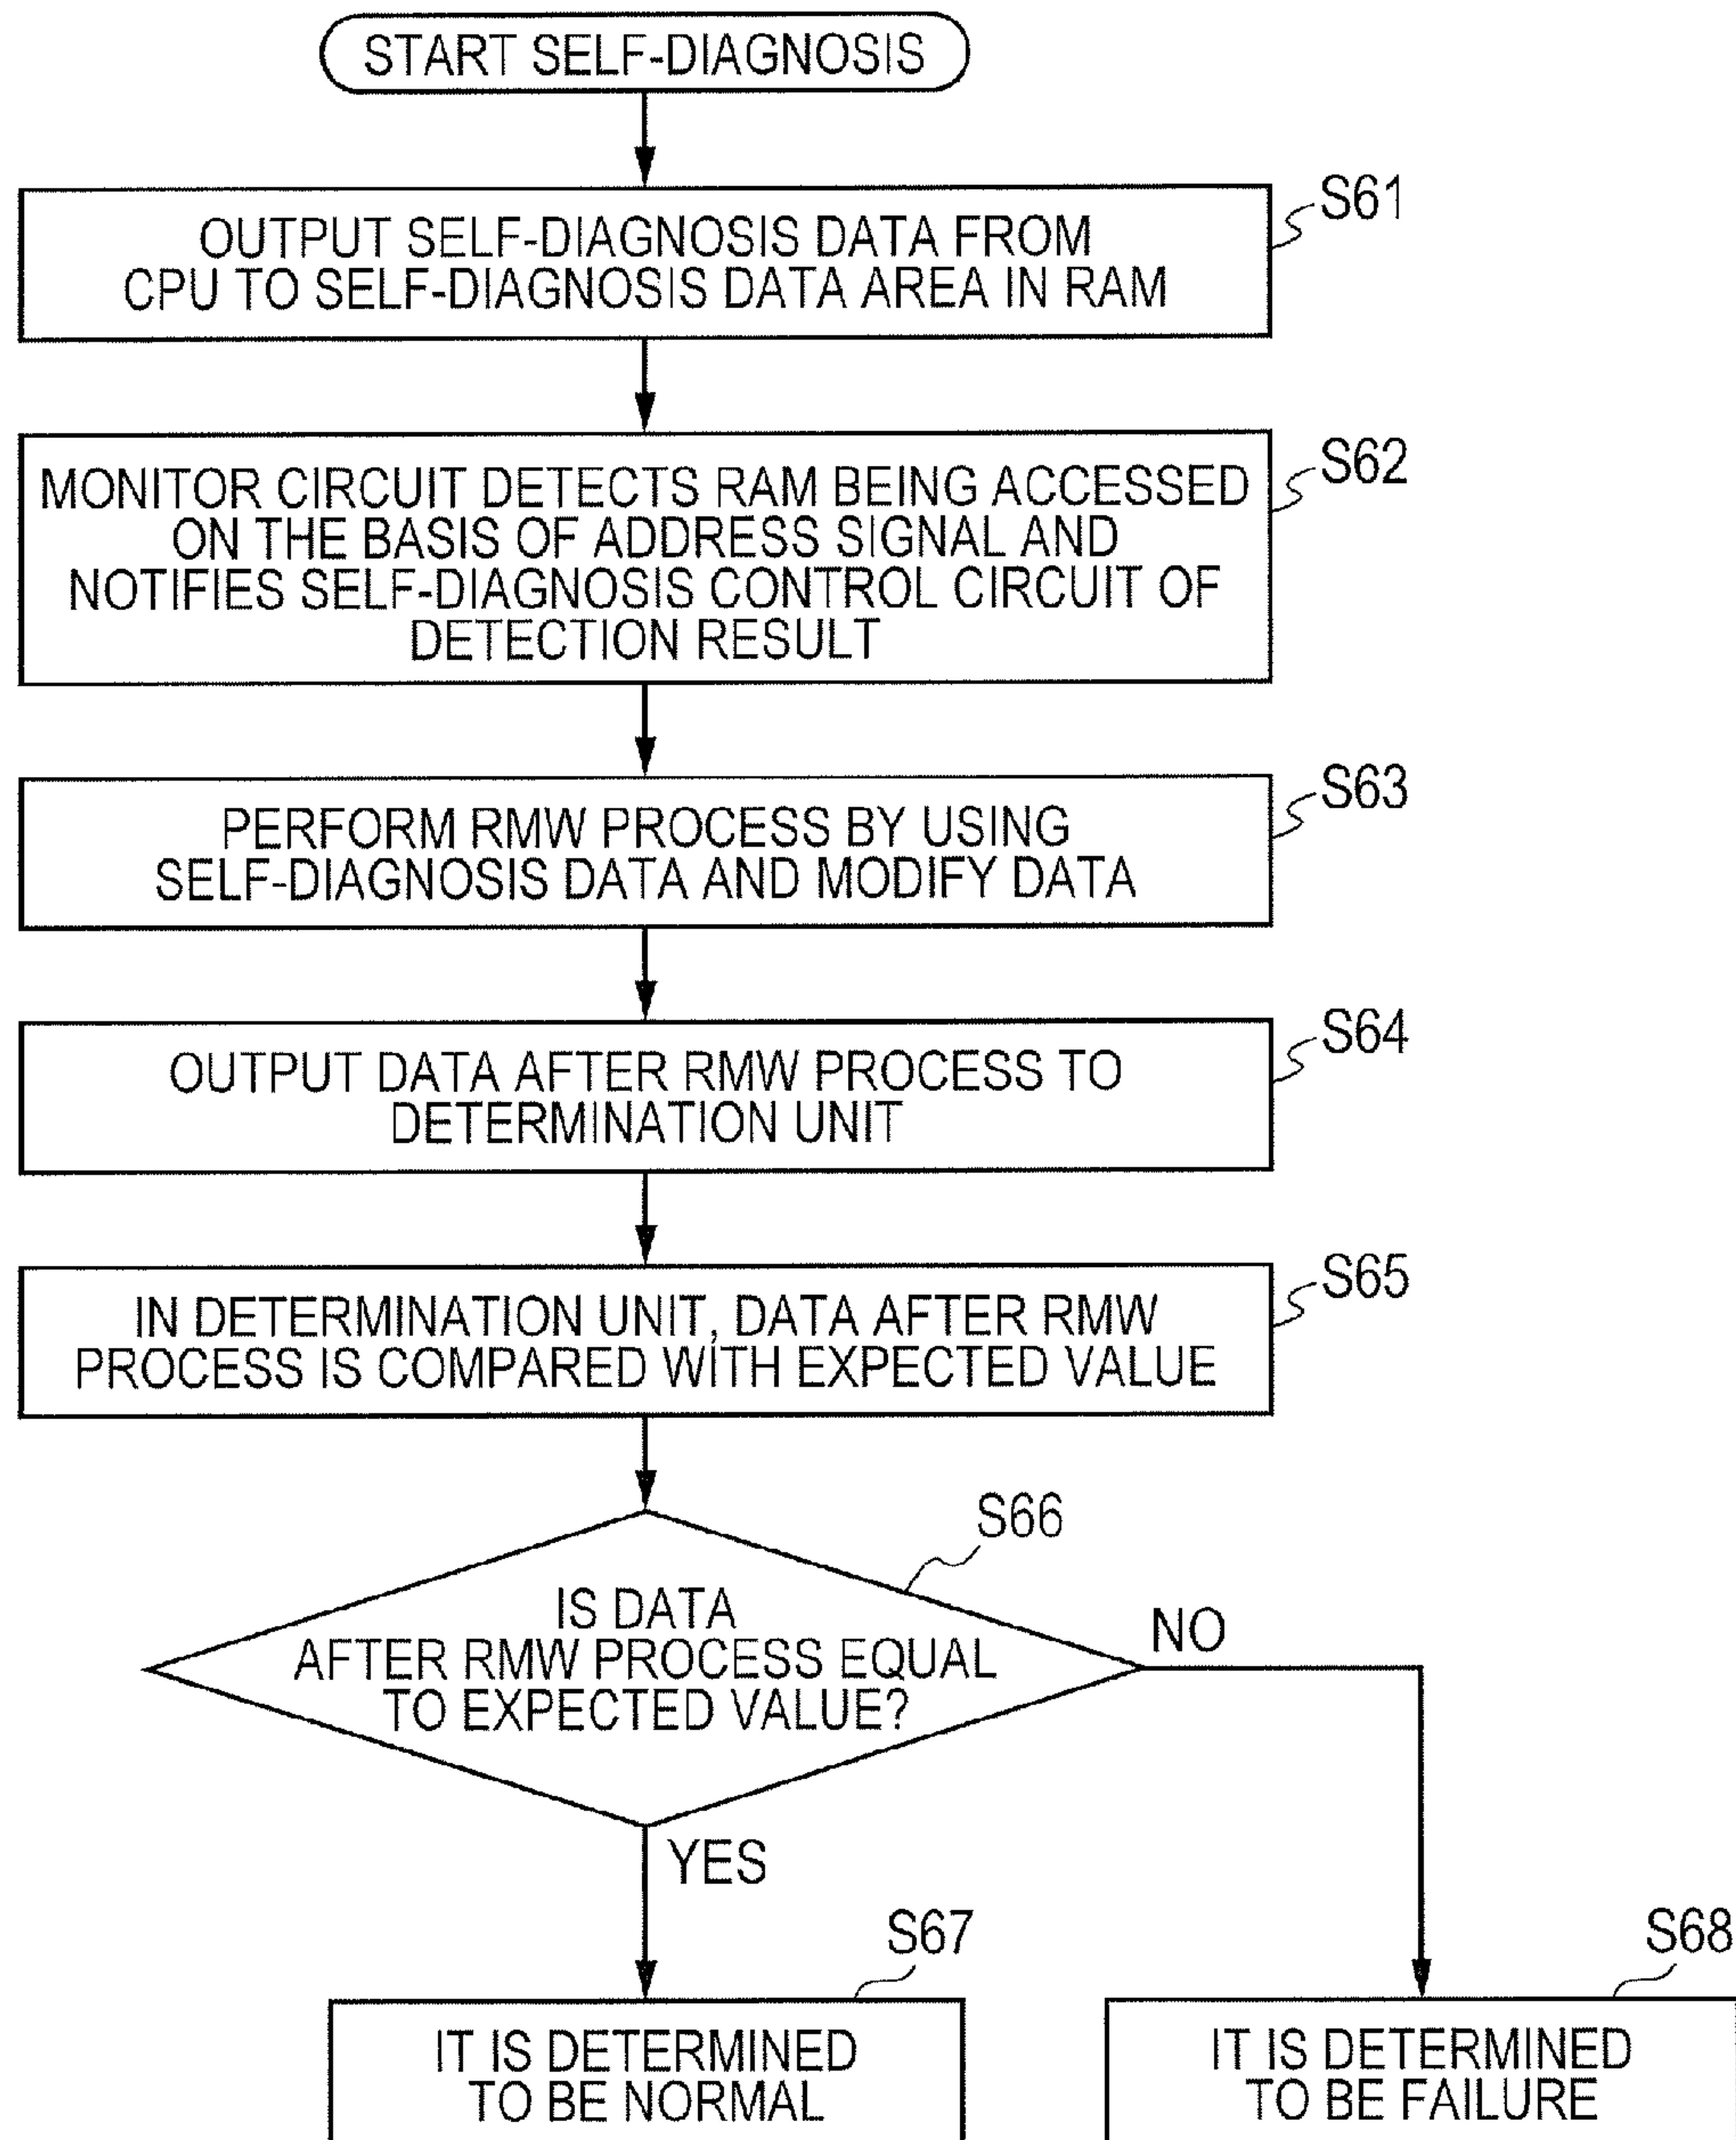 START SELF-DIAGNOSIS
S61
OUTPUT SELF-DIAGNOSIS DATA FROM
CPU TO SELF-DIAGNOSIS DATA AREA IN RAM
S62
MONITOR CIRCUIT DETECTS RAM BEING ACCESSED
ON THE BASIS OF ADDRESS SIGNAL AND
NOTIFIES SELF-DIAGNOSIS CONTROL CIRCUIT OF
DETECTION RESULT
S63
PERFORM RMW PROCESS BY USING
SELF-DIAGNOSIS DATA AND MODIFY DATA
S64
OUTPUT DATA AFTER RMW PROCESS TO
DETERMINATION UNIT
S65
IN DETERMINATION UNIT, DATA AFTER RMW
PROCESS IS COMPARED WITH EXPECTED VALUE
S66
IS DATA
AFTER RMW PROCESS EQUAL
TO EXPECTED VALUE?
NO
YES
S67
IT IS DETERMINED
TO BE NORMAL
S68
IT IS DETERMINED
TO BE FAILURE